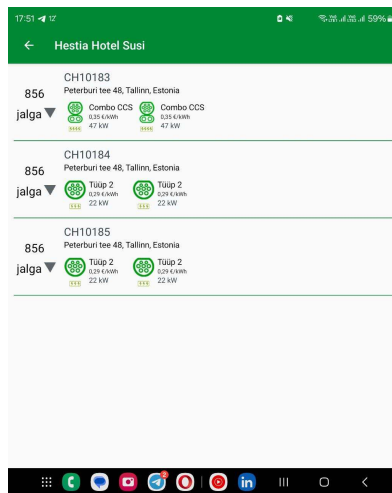 17:51
59%
Hestia Hotel Susi
CH10183
Peterburi tee 48, Tallinn, Estonia
856
jalga
Combo CCS
0,35 €/kWh
47 kW
Combo CCS
0,35 €/kWh
47 kW
CH10184
Peterburi tee 48, Tallinn, Estonia
856
jalga
Tüüp 2
0,29 €/kWh
22 kW
Tüüp 2
0,29 €/kWh
22 kW
CH10185
Peterburi tee 48, Tallinn, Estonia
856
jalga
Tüüp 2
0,29 €/kWh
22 kW
Tüüp 2
0,29 €/kWh
22 kW
2
in